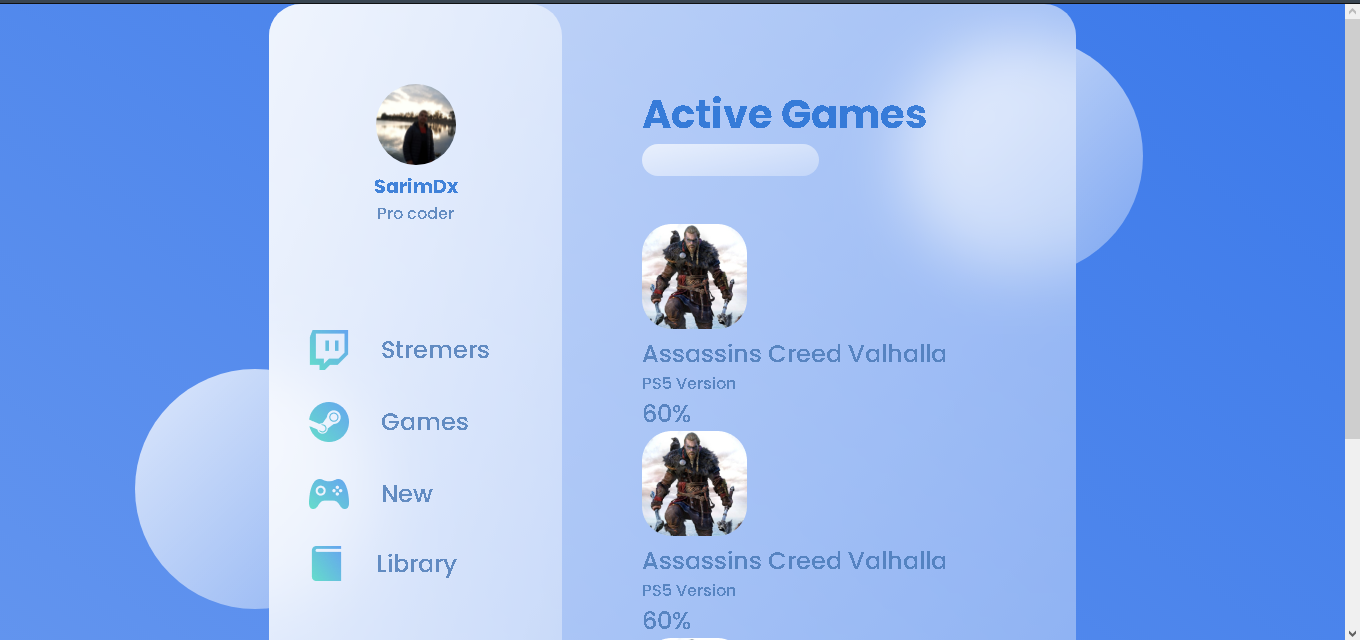 SarimDx
Pro coder
Stremers
Games
New
Library
Active Games
Assassins Creed Valhalla
PS5 Version
60%
Assassins Creed Valhalla
PS5 Version
60%